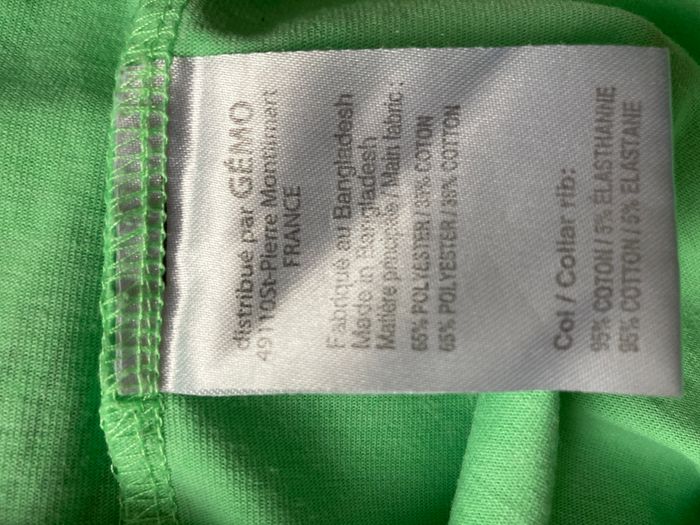 distribué par GÉMO
49110St-Pierre Montlimart
FRANCE
Fabriqué au Bangladesh
Made in Bangladesh
Matière principale / Main fabric :
65% POLYESTER / 35% COTON
65% POLYESTER / 35% COTTON
Col / Collar rib:
95% COTON / 5% ELASTHANNE
95% COTTON / 5% ELASTANE